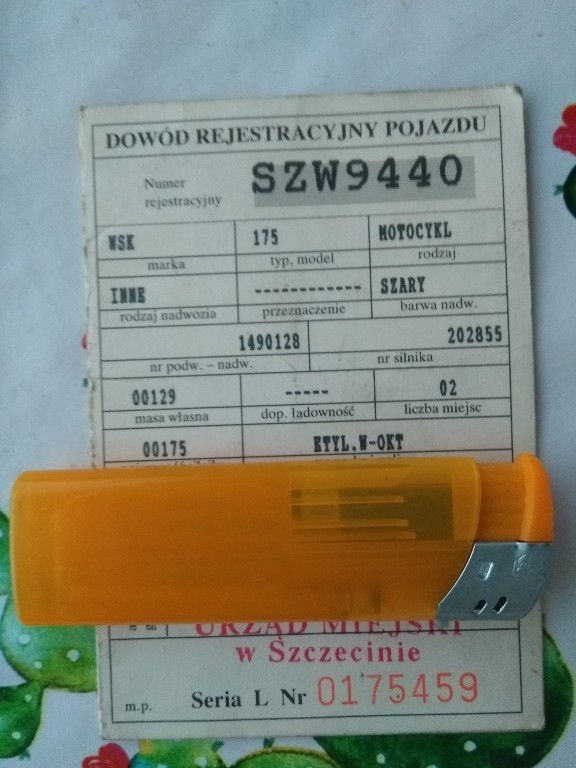 DOWÓD REJESTRACYJNY POJAZDU
Numer rejestracyjny SZW9440
WSK 175 MOTOCYKL
marka typ, model rodzaj
INNE ------------ SZARY
rodzaj nadwozia przeznaczenie barwa nadw.
1490128 202855
nr podw. – nadw. nr silnika
00129 ----- 02
masa własna dop. ładowność liczba miejsc
00175 ETYL.W-OKT
URZĄD MIEJSKI
w Szczecinie
m.p. Seria L Nr 0175459